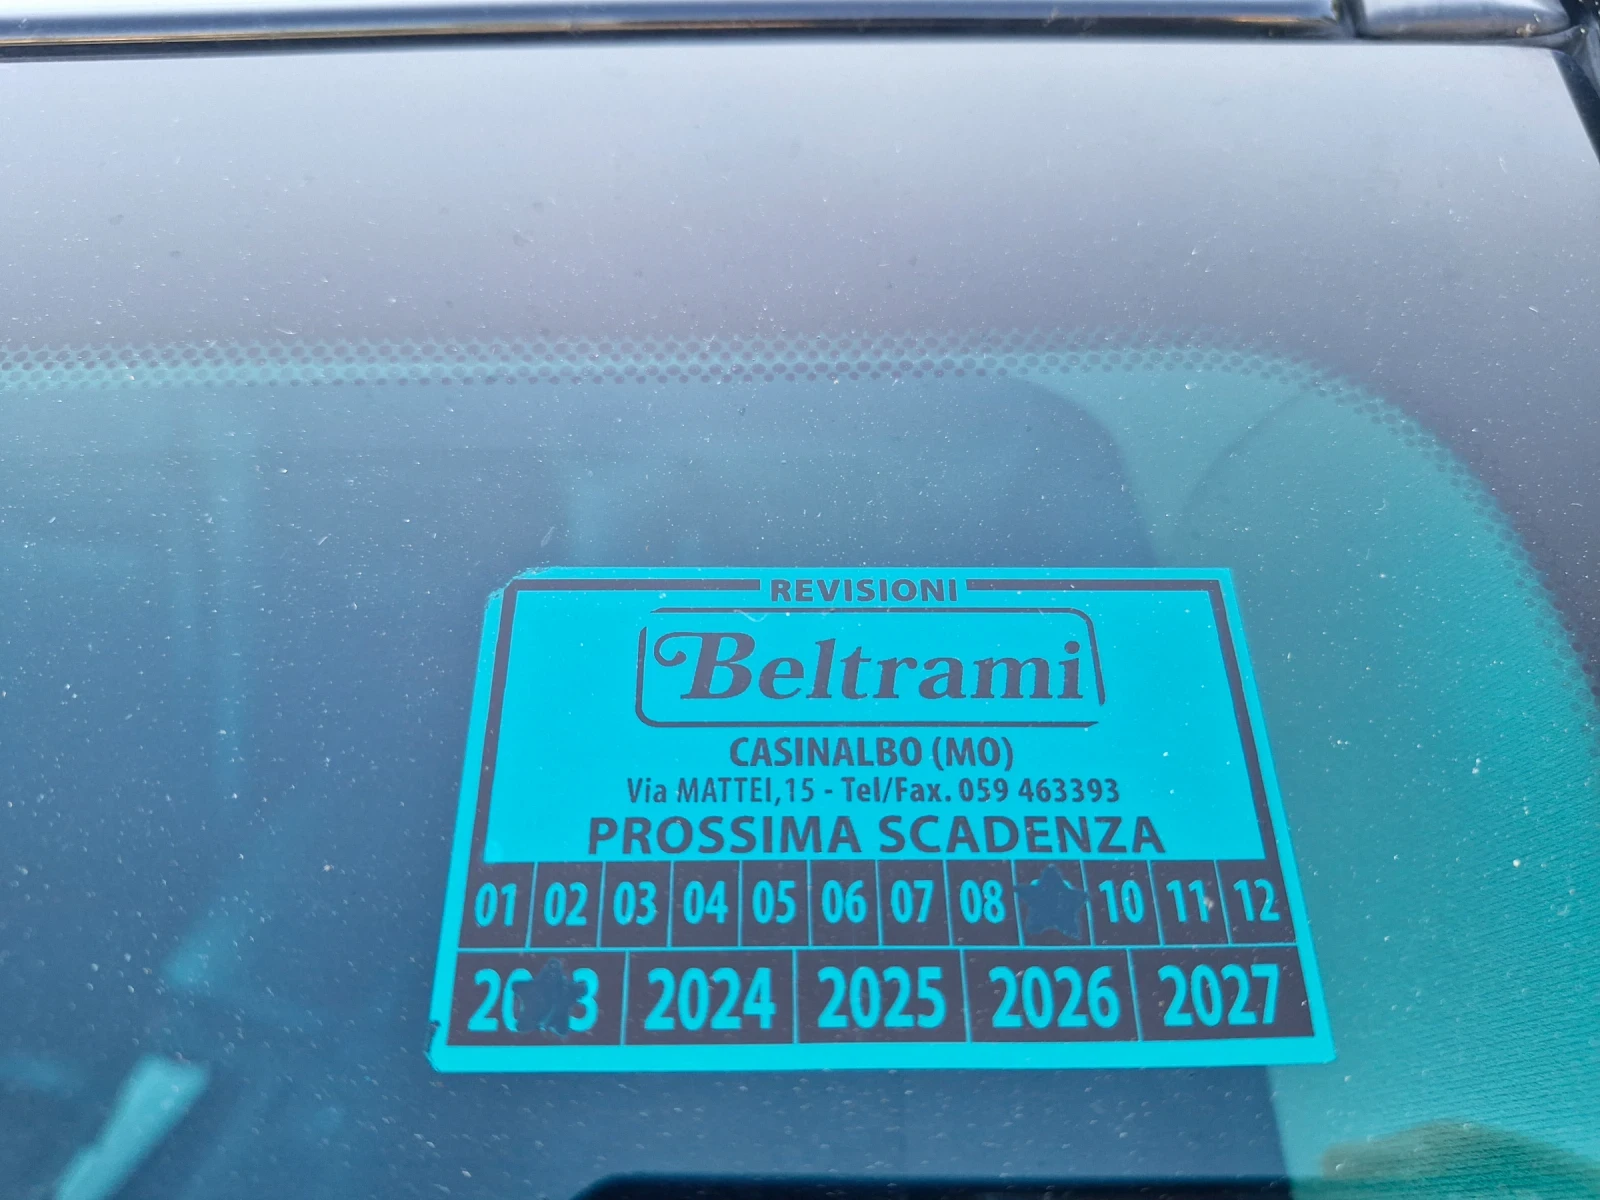 REVISIONI
Beltrami
CASINALBO (MO)
Via MATTEI,15 - Tel/Fax. 059 463393
PROSSIMA SCADENZA
01 02 03 04 05 06 07 08 10 11 12
2024 2025 2026 2027